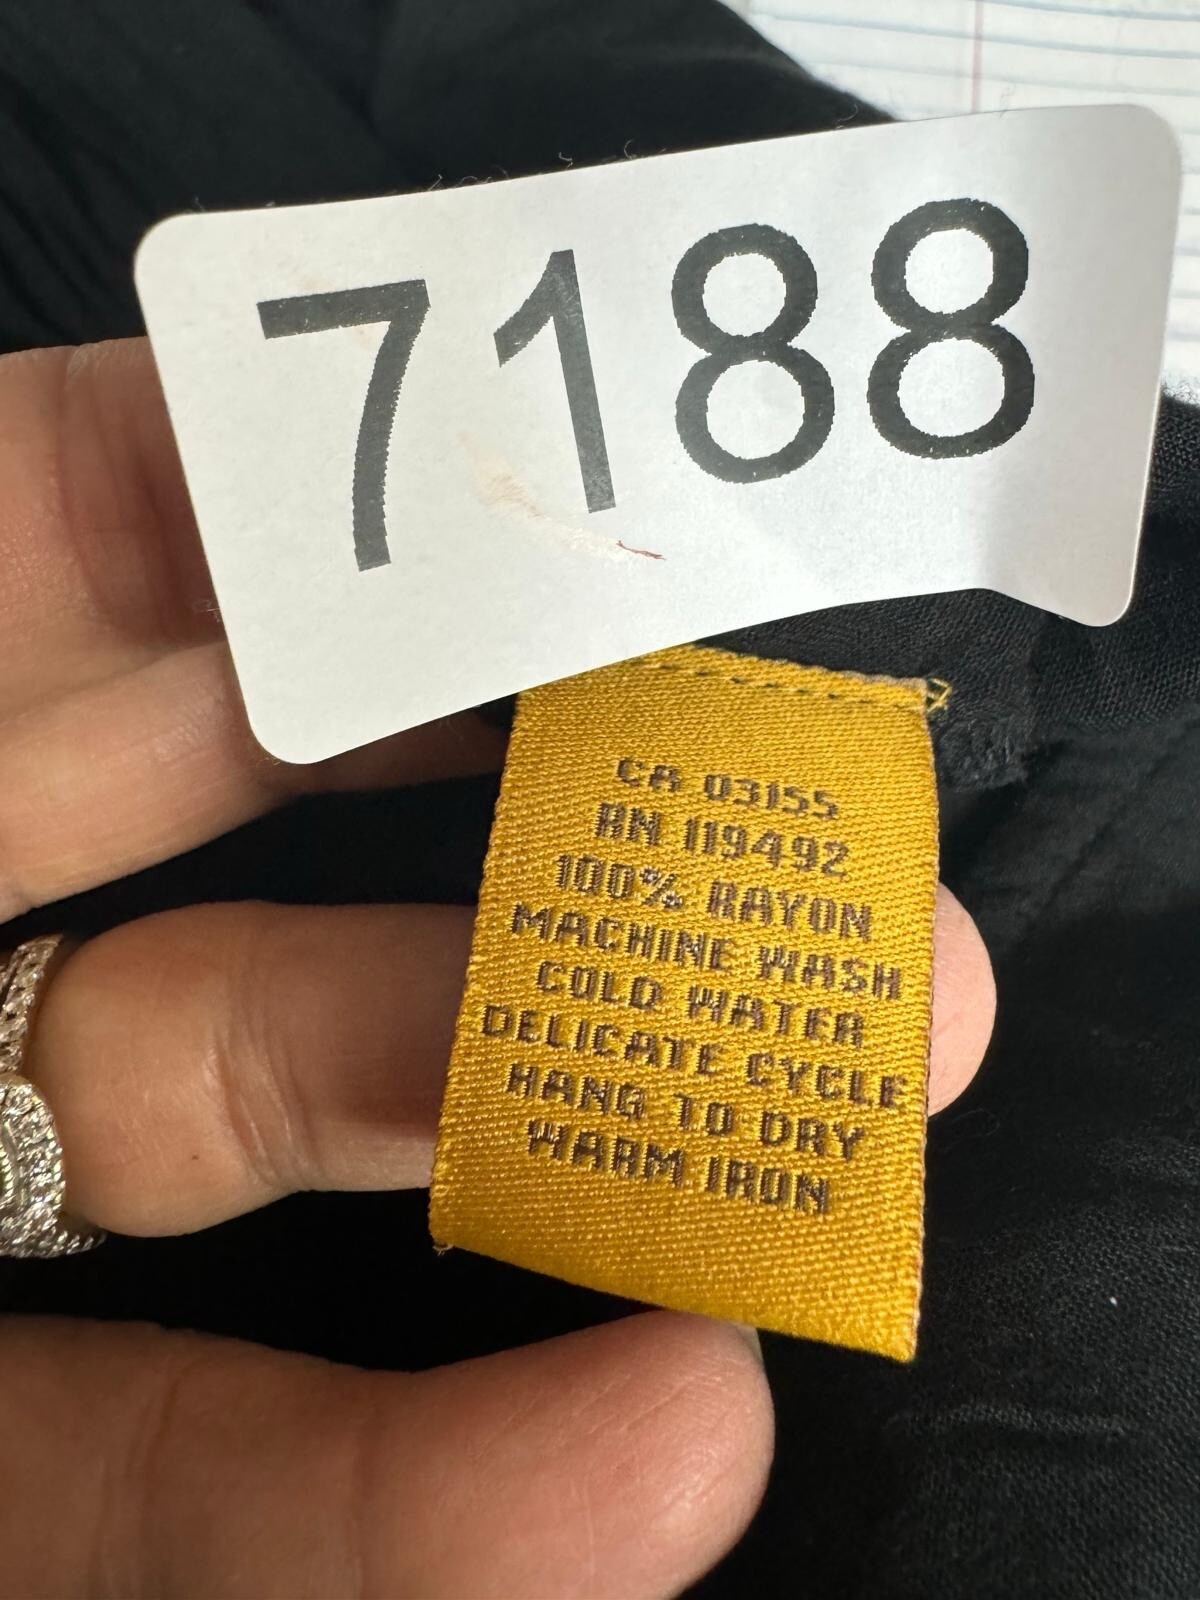 7188
CA 03155
RN 119492
100% RAYON
MACHINE WASH
COLD WATER
DELICATE CYCLE
HANG TO DRY
WARM IRON